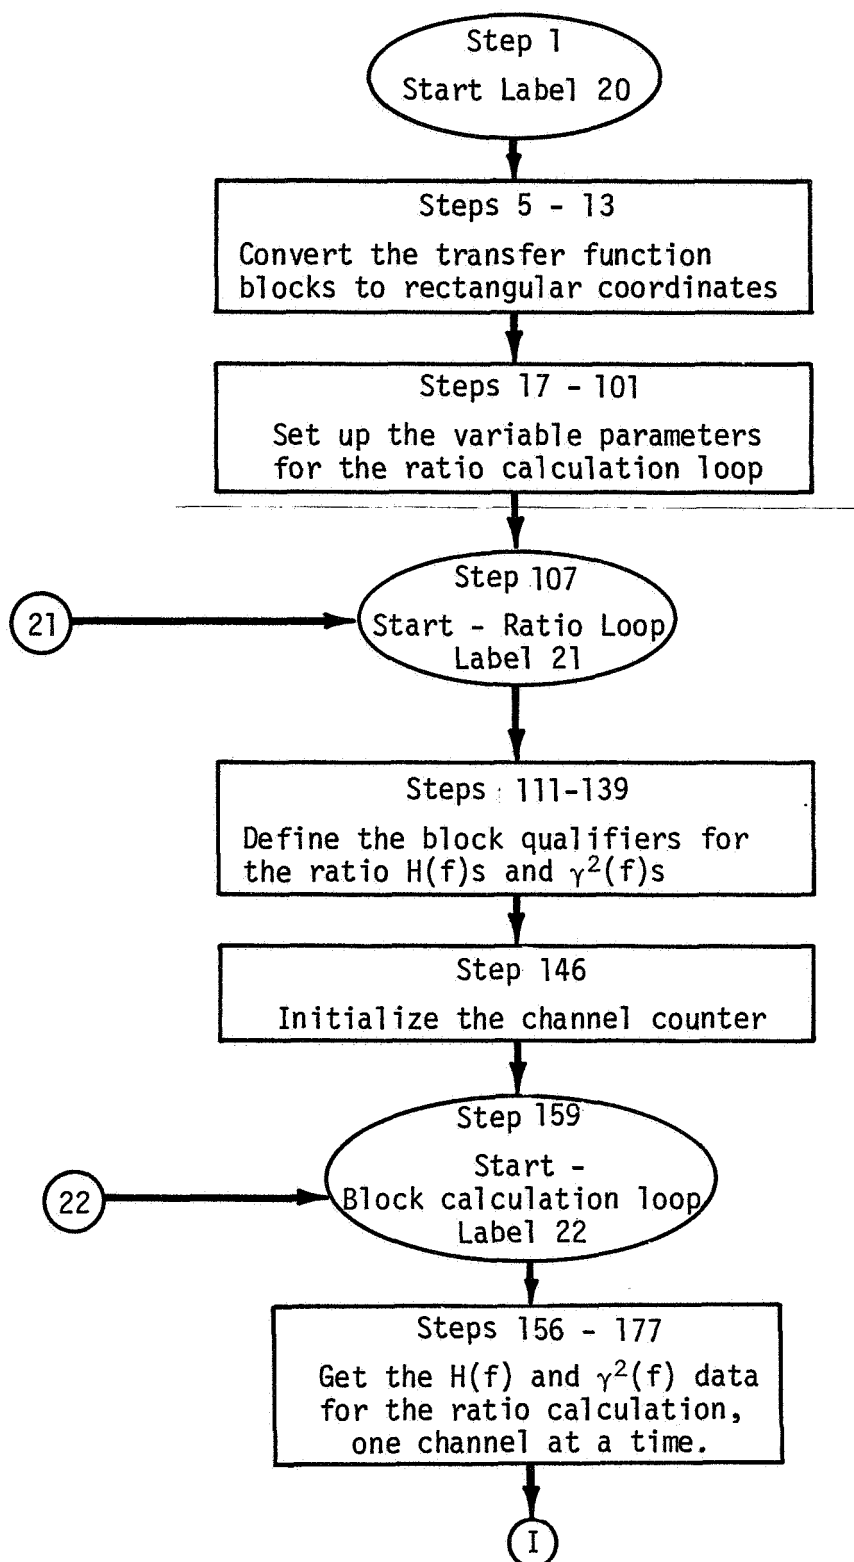 Step 1
Start Label 20
Steps 5 - 13
Convert the transfer function
blocks to rectangular coordinates
Steps 17 - 101
Set up the variable parameters
for the ratio calculation loop
Step 107
21
Start - Ratio Loop
Label 21
Steps 111-139
Define the block qualifiers for
the ratio H(f)s and γ²(f)s
Step 146
Initialize the channel counter
Step 159
Start -
22
Block calculation loop
Label 22
Steps 156 - 177
Get the H(f) and γ²(f) data
for the ratio calculation,
one channel at a time.
I